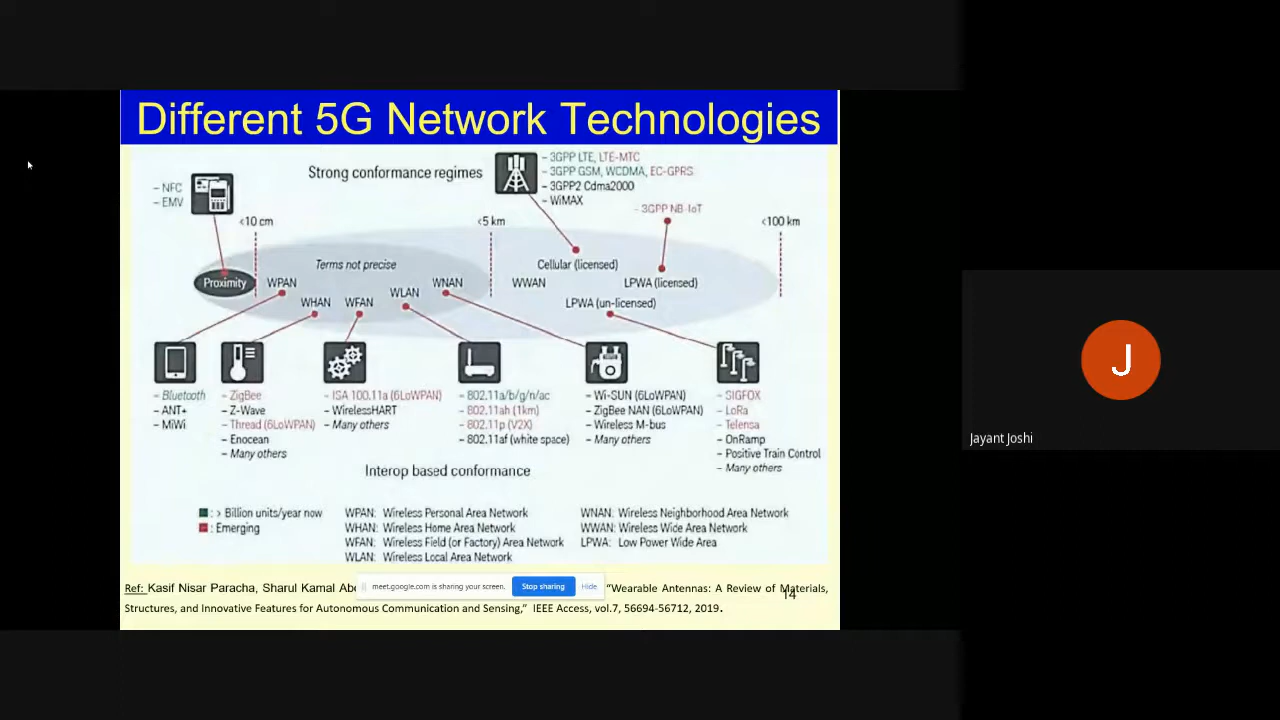 Different 5G Network Technologies
Strong conformance regimes
– 3GPP LTE, LTE-MTC
– 3GPP GSM, WCDMA, EC-GPRS
– 3GPP2 Cdma2000
– WiMAX
– NFC
– EMV
- 3GPP NB-IoT
<10 cm
<5 km
<100 km
Terms not precise
Cellular (licensed)
Proximity
WPAN
WHAN
WFAN
WLAN
WNAN
WWAN
LPWA (licensed)
LPWA (un-licensed)
– Bluetooth
– ANT+
– MiWi
– ZigBee
– Z-Wave
– Thread (6LoWPAN)
– Enocean
– Many others
– ISA 100.11a (6LoWPAN)
– WirelessHART
– Many others
– 802.11a/b/g/n/ac
– 802.11ah (1km)
– 802.11p (V2X)
– 802.11af (white space)
– Wi-SUN (6LoWPAN)
– ZigBee NAN (6LoWPAN)
– Wireless M-bus
– Many others
– SIGFOX
– LoRa
– Telensa
– OnRamp
– Positive Train Control
– Many others
Interop based conformance
: > Billion units/year now
: Emerging
WPAN: Wireless Personal Area Network
WHAN: Wireless Home Area Network
WFAN: Wireless Field (or Factory) Area Network
WLAN: Wireless Local Area Network
WNAN: Wireless Neighborhood Area Network
WWAN: Wireless Wide Area Network
LPWA: Low Power Wide Area
Ref: Kasif Nisar Paracha, Sharul Kamal “Wearable Antennas: A Review of Materials,
Structures, and Innovative Features for Autonomous Communication and Sensing,” IEEE Access, vol.7, 56694-56712, 2019.
14
meet.google.com is sharing your screen.
Stop sharing
Hide
J
Jayant Joshi